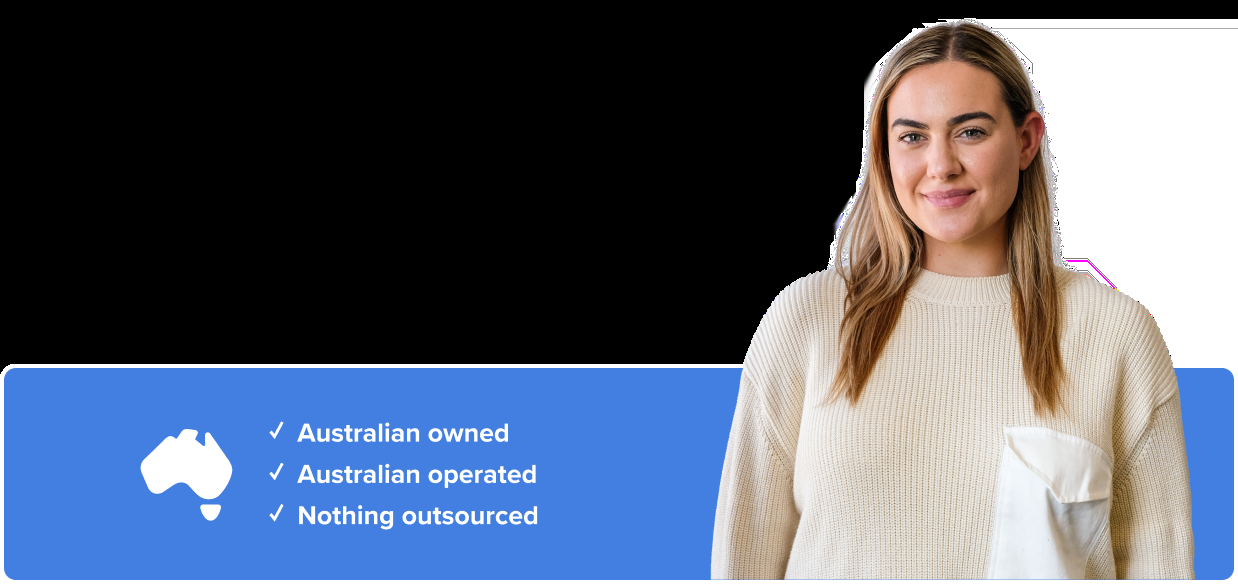 ✓ Australian owned
✓ Australian operated
✓ Nothing outsourced